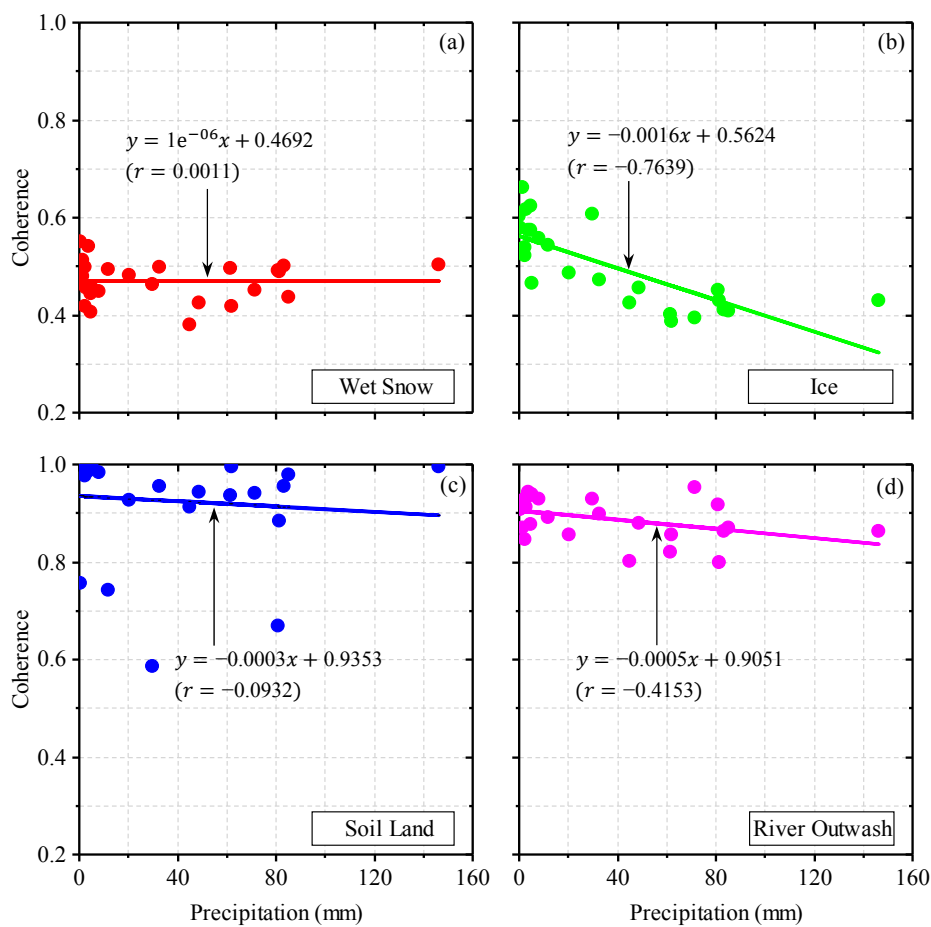 1.0
(a)
(b)
0.8
y = 1e⁻⁰⁶x + 0.4692
(r = 0.0011)
y = −0.0016x + 0.5624
(r = −0.7639)
Coherence
0.6
0.4
0.2
Wet Snow
Ice
1.0
(c)
(d)
0.8
Coherence
0.6
y = −0.0003x + 0.9353
(r = −0.0932)
y = −0.0005x + 0.9051
(r = −0.4153)
0.4
Soil Land
River Outwash
0.2
0 40 80 120 160
0 40 80 120 160
Precipitation (mm)
Precipitation (mm)